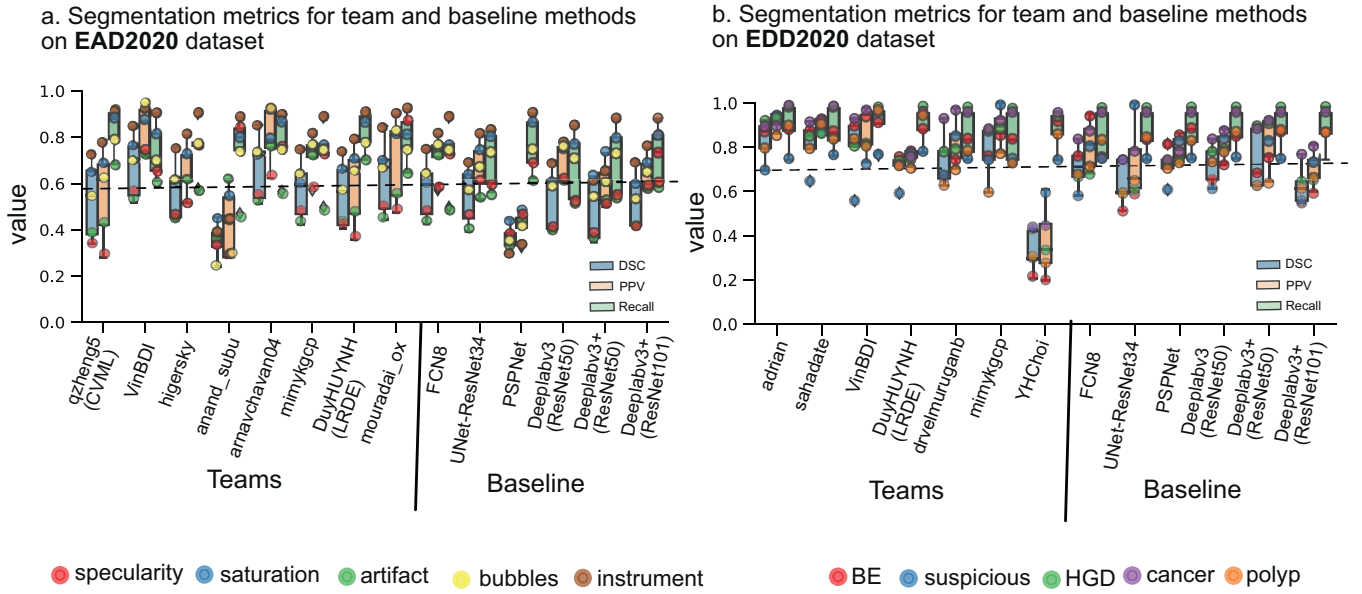 a. Segmentation metrics for team and baseline methods
on EAD2020 dataset
1.0
0.8
0.6
0.4
0.2
0.0
value
DSC
PPV
Recall
qzheng5
(CVML)
VinBDI
higersky
anand_subu
arnavchavan04
mimykgcp
DuyHUYNH
(LRDE)
mouradai_ox
FCN8
UNet-ResNet34
PSPNet
Deeplabv3
(ResNet50)
Deeplabv3+
(ResNet50)
Deeplabv3+
(ResNet101)
Teams
Baseline
specularity
saturation
artifact
bubbles
instrument
b. Segmentation metrics for team and baseline methods
on EDD2020 dataset
1.0
0.8
0.6
0.4
0.2
0.0
value
DSC
PPV
Recall
adrian
sahadate
VinBDI
DuyHUYNH
(LRDE)
drvelmuruganb
mimykgcp
YHChoi
FCN8
UNet-ResNet34
PSPNet
Deeplabv3
(ResNet50)
Deeplabv3+
(ResNet50)
Deeplabv3+
(ResNet101)
Teams
Baseline
BE
suspicious
HGD
cancer
polyp